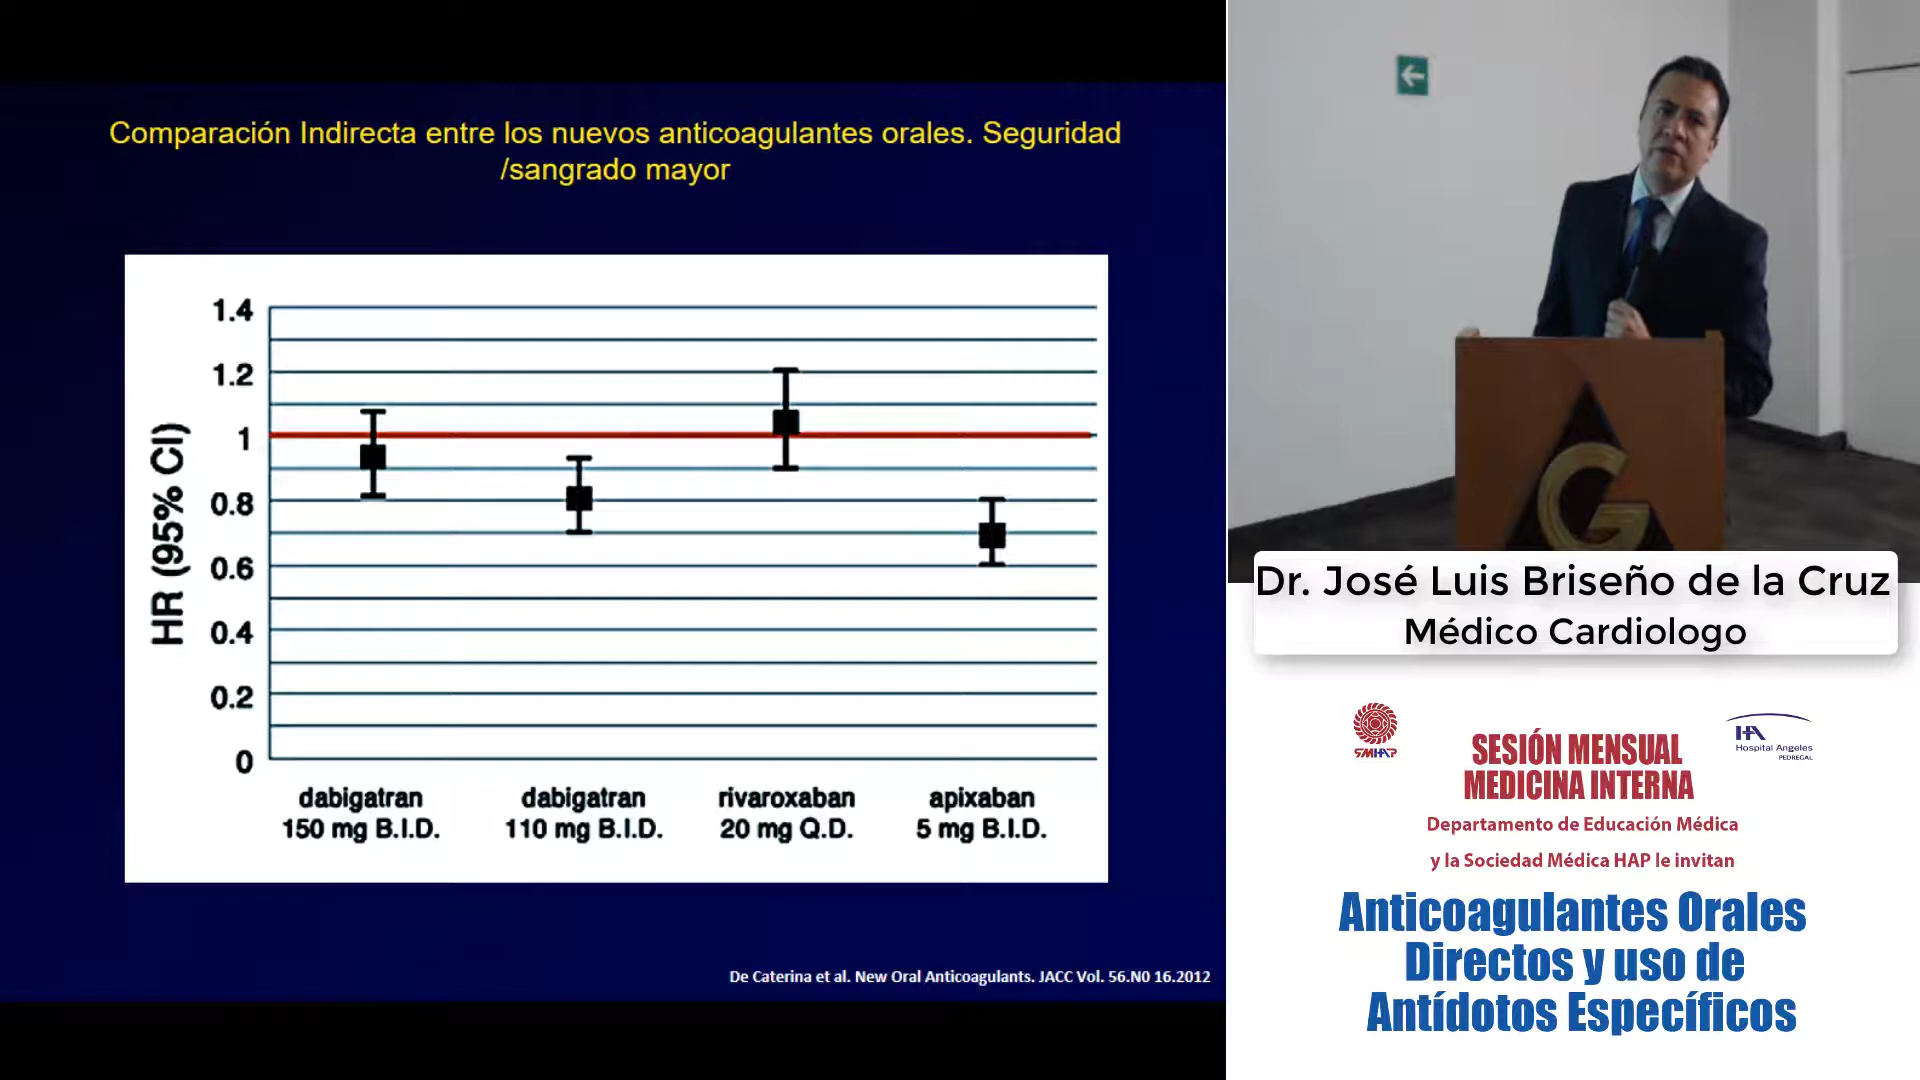 Comparación Indirecta entre los nuevos anticoagulantes orales. Seguridad
/sangrado mayor
HR (95% CI)
1.4
1.2
1
0.8
0.6
0.4
0.2
0
dabigatran
150 mg B.I.D.
dabigatran
110 mg B.I.D.
rivaroxaban
20 mg Q.D.
apixaban
5 mg B.I.D.
De Caterina et al. New Oral Anticoagulants. JACC Vol. 56.N0 16.2012
G
Dr. José Luis Briseño de la Cruz
Médico Cardiologo
SMHAP
HA
Hospital Angeles
PEDREGAL
SESIÓN MENSUAL
MEDICINA INTERNA
Departamento de Educación Médica
y la Sociedad Médica HAP le invitan
Anticoagulantes Orales
Directos y uso de
Antídotos Específicos